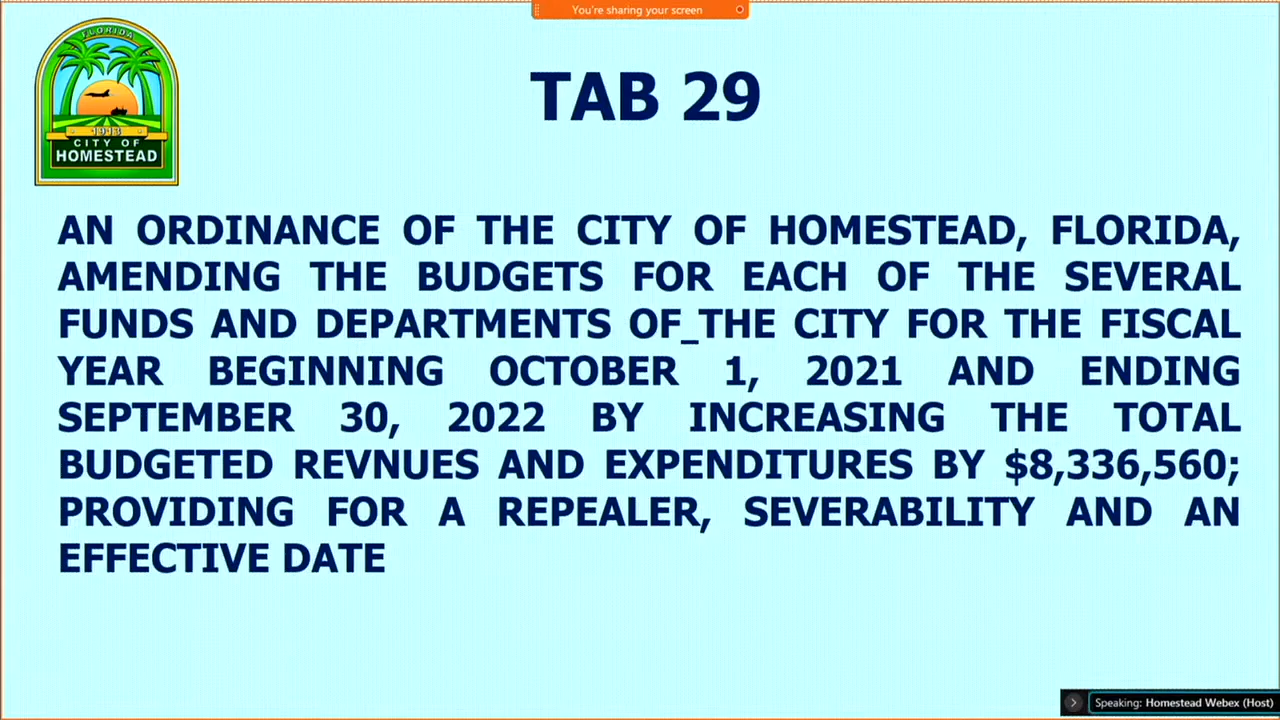 You're sharing your screen
FLORIDA
1913
CITY OF
HOMESTEAD
TAB 29
AN ORDINANCE OF THE CITY OF HOMESTEAD, FLORIDA,
AMENDING THE BUDGETS FOR EACH OF THE SEVERAL
FUNDS AND DEPARTMENTS OF_THE CITY FOR THE FISCAL
YEAR BEGINNING OCTOBER 1, 2021 AND ENDING
SEPTEMBER 30, 2022 BY INCREASING THE TOTAL
BUDGETED REVNUES AND EXPENDITURES BY $8,336,560;
PROVIDING FOR A REPEALER, SEVERABILITY AND AN
EFFECTIVE DATE
Speaking: Homestead Webex (Host)